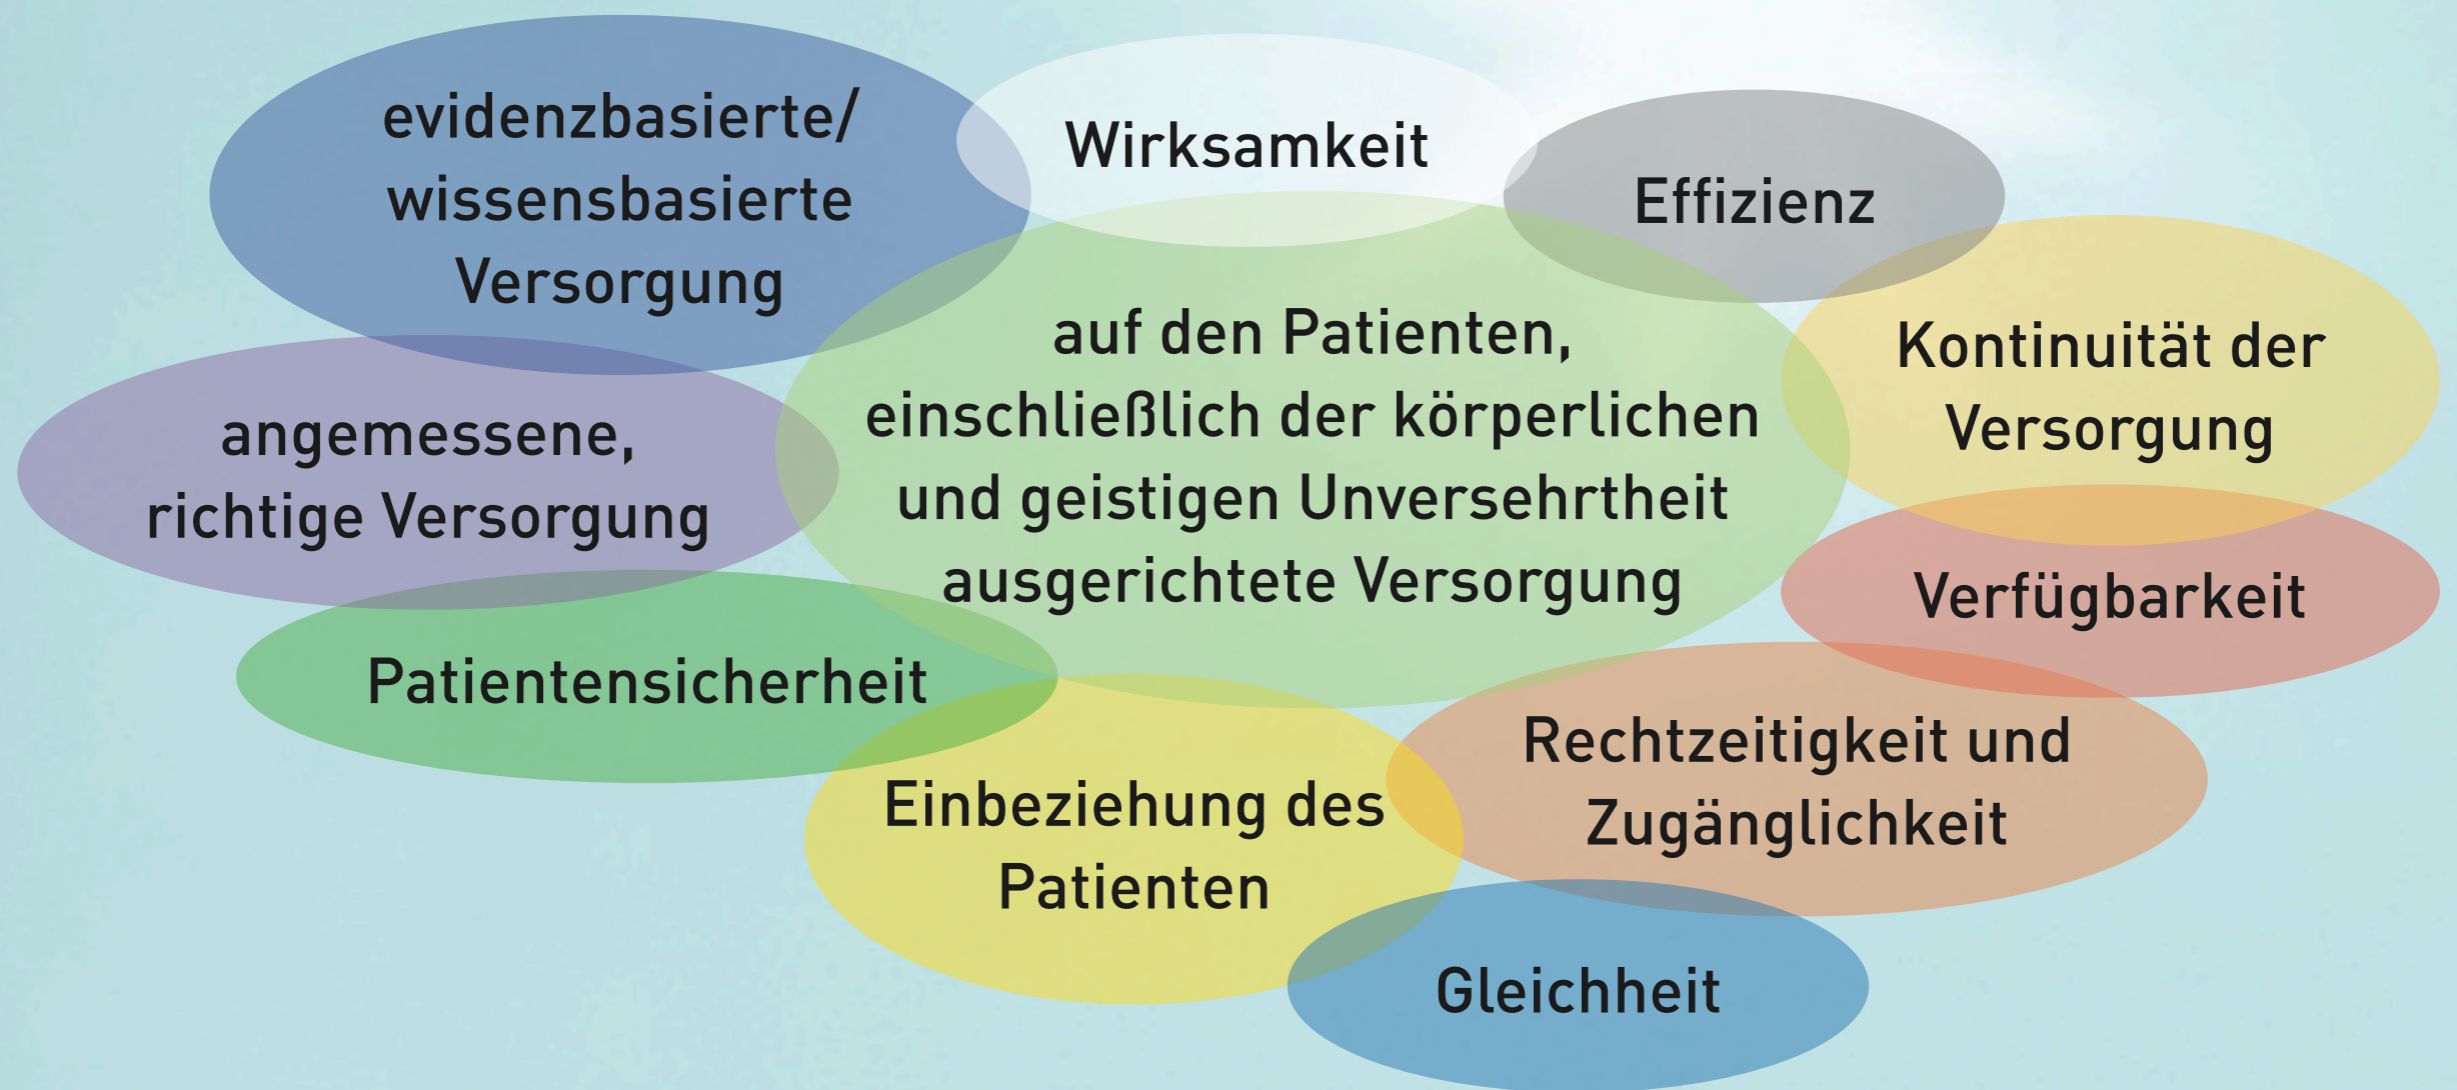 evidenzbasierte/
wissensbasierte
Versorgung
Wirksamkeit
Effizienz
auf den Patienten,
einschließlich der körperlichen
und geistigen Unversehrtheit
ausgerichtete Versorgung
Kontinuität der
Versorgung
angemessene,
richtige Versorgung
Verfügbarkeit
Patientensicherheit
Rechtzeitigkeit und
Zugänglichkeit
Einbeziehung des
Patienten
Gleichheit